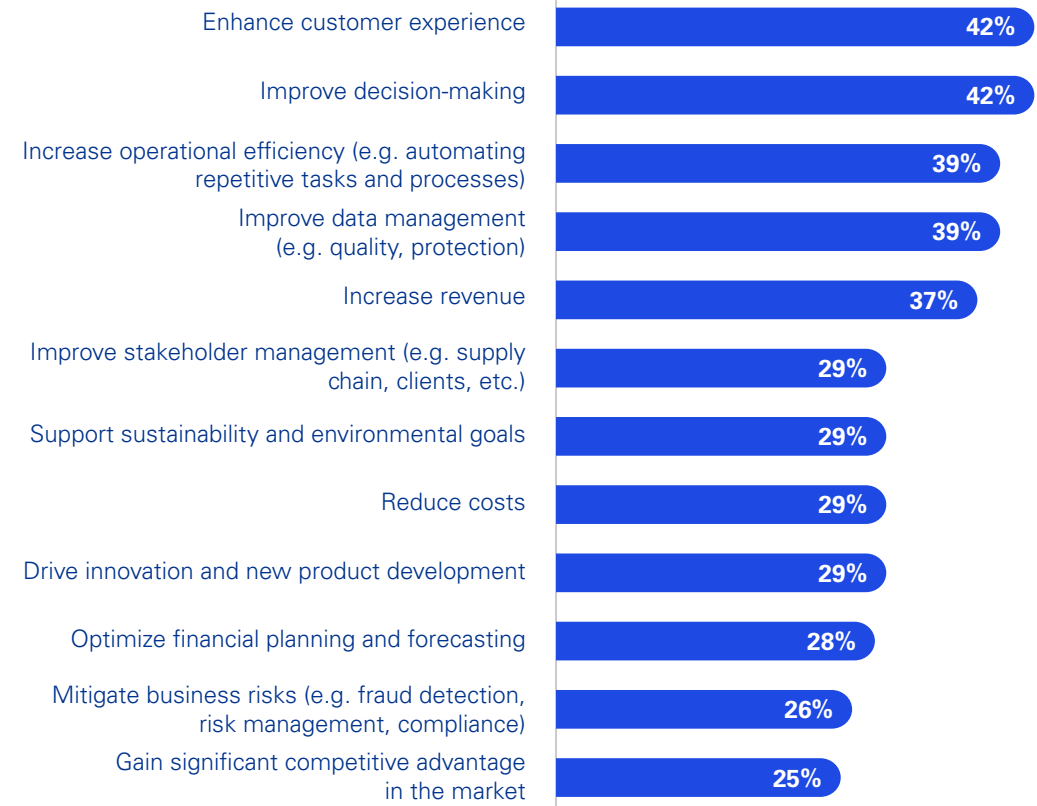 Enhance customer experience
42%
Improve decision-making
42%
Increase operational efficiency (e.g. automating
repetitive tasks and processes)
39%
Improve data management
(e.g. quality, protection)
39%
Increase revenue
37%
Improve stakeholder management (e.g. supply
chain, clients, etc.)
29%
Support sustainability and environmental goals
29%
Reduce costs
29%
Drive innovation and new product development
29%
Optimize financial planning and forecasting
28%
Mitigate business risks (e.g. fraud detection,
risk management, compliance)
26%
Gain significant competitive advantage
in the market
25%